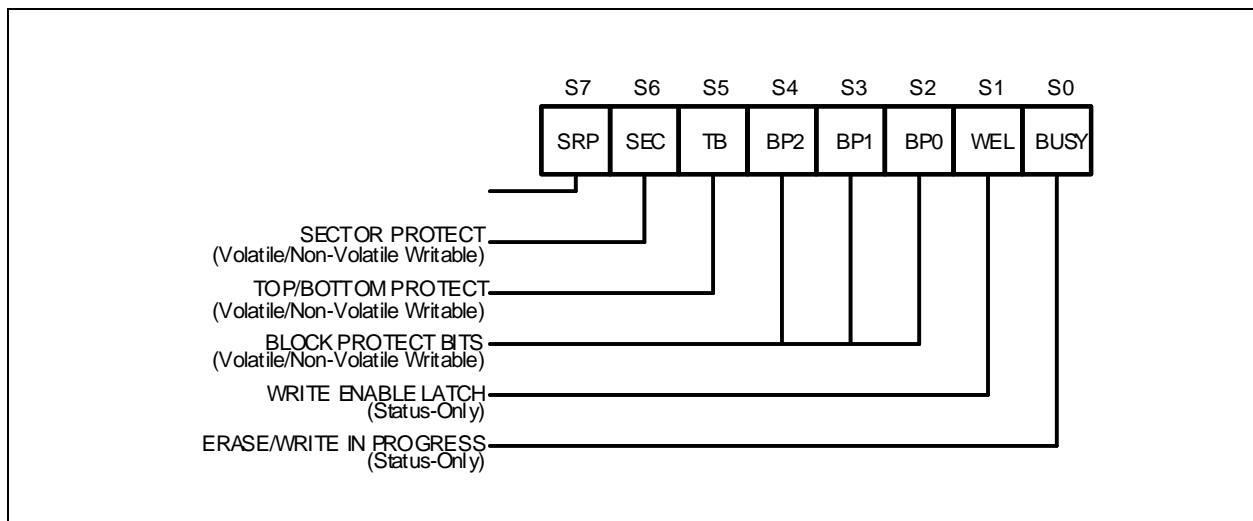 S7 S6 S5 S4 S3 S2 S1 S0
SRP SEC TB BP2 BP1 BP0 WEL BUSY
SECTOR PROTECT
(Volatile/Non-Volatile Writable)
TOP/BOTTOM PROTECT
(Volatile/Non-Volatile Writable)
BLOCK PROTECT BITS
(Volatile/Non-Volatile Writable)
WRITE ENABLE LATCH
(Status-Only)
ERASE/WRITE IN PROGRESS
(Status-Only)